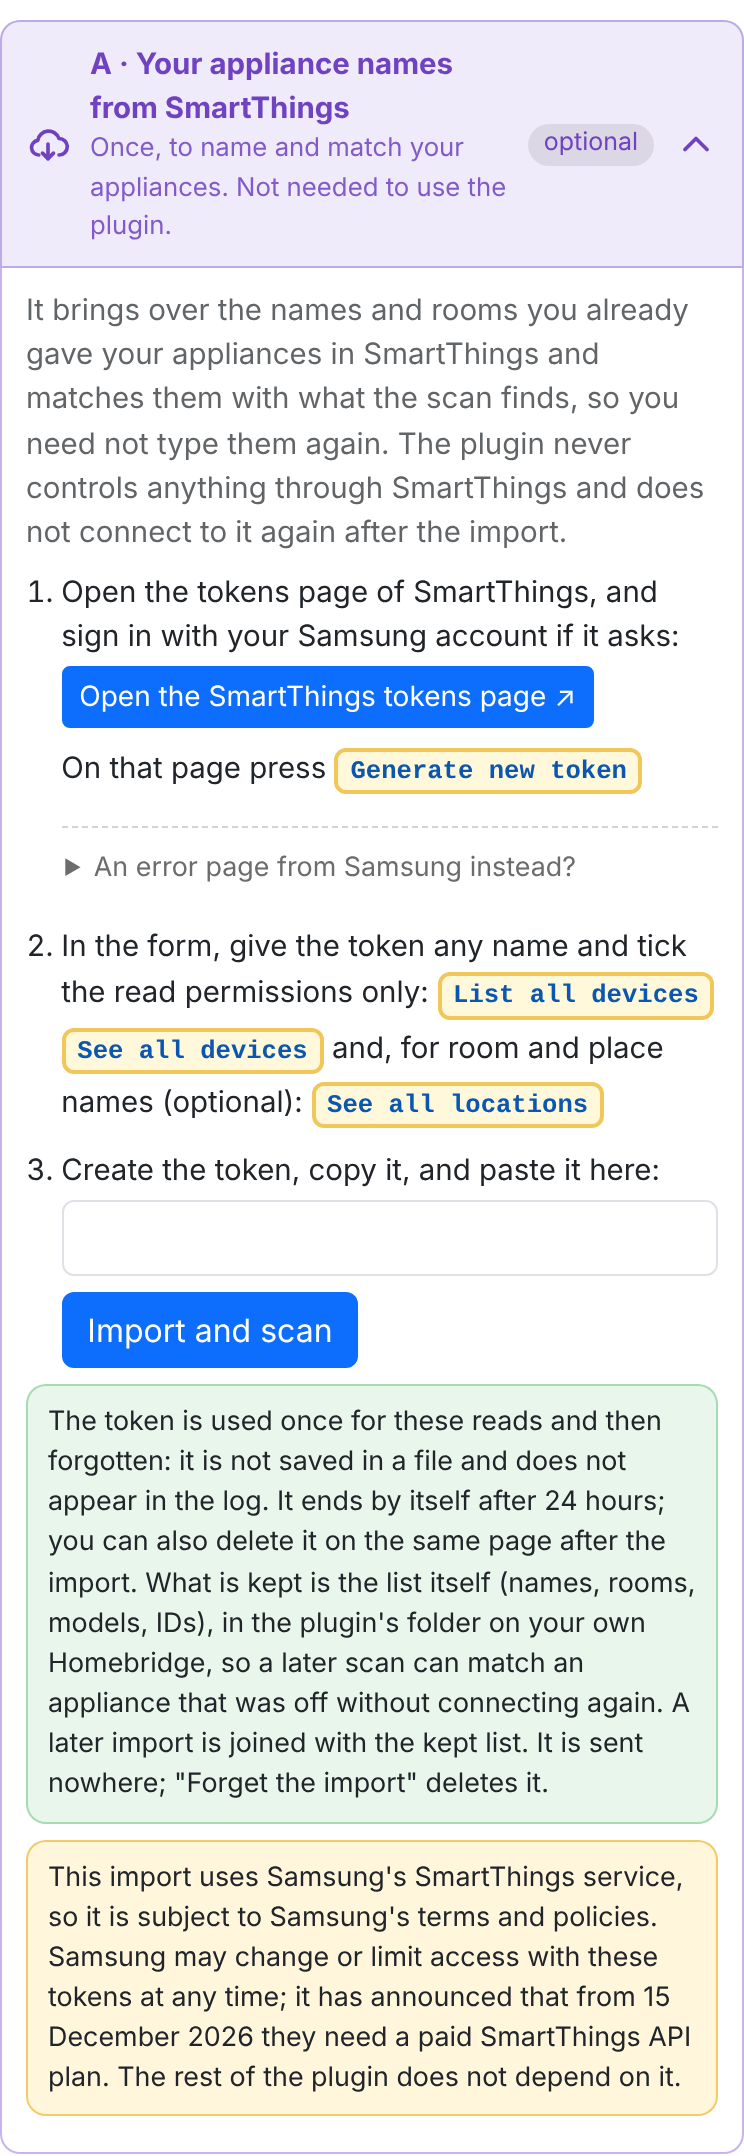 A · Your appliance names
from SmartThings
Once, to name and match your
appliances. Not needed to use the
plugin.
optional
It brings over the names and rooms you already
gave your appliances in SmartThings and
matches them with what the scan finds, so you
need not type them again. The plugin never
controls anything through SmartThings and does
not connect to it again after the import.
1. Open the tokens page of SmartThings, and
sign in with your Samsung account if it asks:
Open the SmartThings tokens page ↗
On that page press Generate new token
▶ An error page from Samsung instead?
2. In the form, give the token any name and tick
the read permissions only: List all devices
See all devices and, for room and place
names (optional): See all locations
3. Create the token, copy it, and paste it here:
Import and scan
The token is used once for these reads and then
forgotten: it is not saved in a file and does not
appear in the log. It ends by itself after 24 hours;
you can also delete it on the same page after the
import. What is kept is the list itself (names, rooms,
models, IDs), in the plugin's folder on your own
Homebridge, so a later scan can match an
appliance that was off without connecting again. A
later import is joined with the kept list. It is sent
nowhere; "Forget the import" deletes it.
This import uses Samsung's SmartThings service,
so it is subject to Samsung's terms and policies.
Samsung may change or limit access with these
tokens at any time; it has announced that from 15
December 2026 they need a paid SmartThings API
plan. The rest of the plugin does not depend on it.